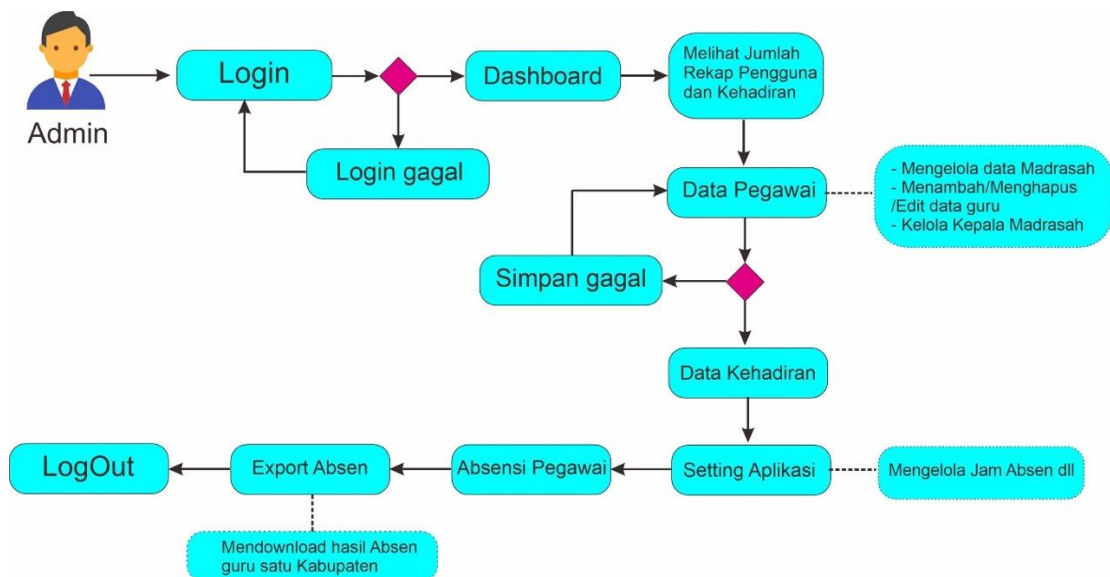 Admin
Login
Dashboard
Melihat Jumlah
Rekap Pengguna
dan Kehadiran
Login gagal
Data Pegawai
- Mengelola data Madrasah
- Menambah/Menghapus
/Edit data guru
- Kelola Kepala Madrasah
Simpan gagal
Data Kehadiran
LogOut
Export Absen
Absensi Pegawai
Setting Aplikasi
Mengelola Jam Absen dll
Mendownload hasil Absen
guru satu Kabupaten